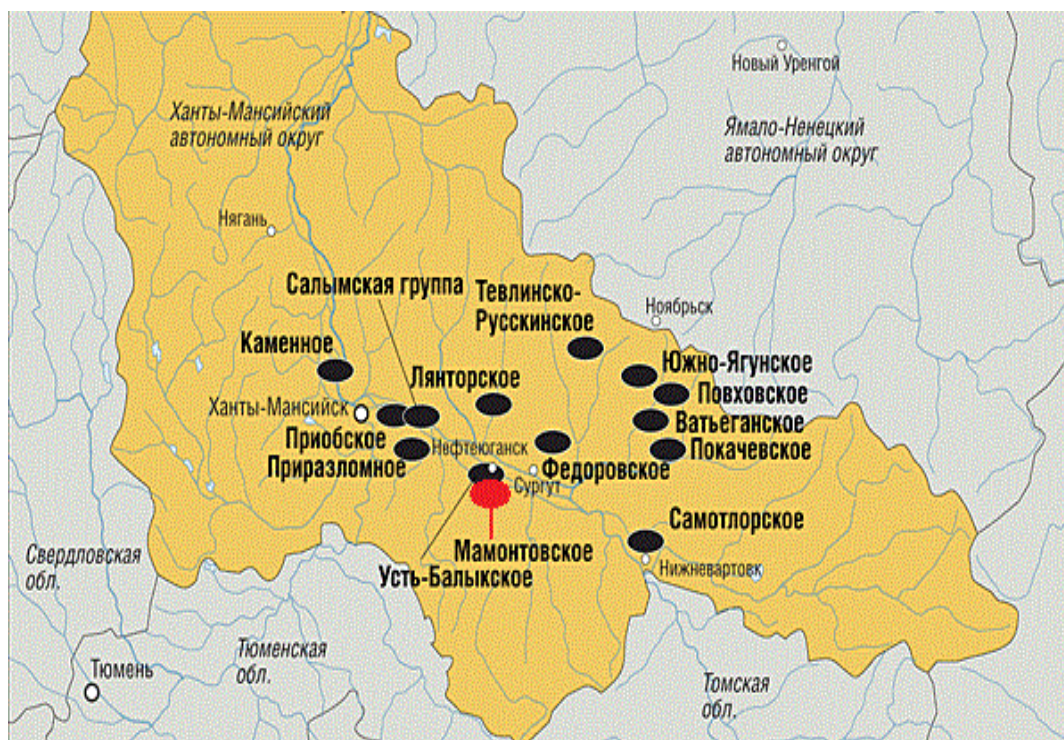 Новый Уренгой
Ханты-Мансийский
автономный округ
Ямало-Ненецкий
автономный округ
Нягань
Салымская группа
Тевлинско-
Русскинское
Ноябрьск
Каменное
Южно-Ягунское
Лянторское
Повховское
Ханты-Мансийск
Ватьеганское
Приобское
Нефтеюганск
Покачевское
Приразломное
Федоровское
Сургут
Самотлорское
Мамонтовское
Свердловская
обл.
Усть-Балыкское
Нижневартовк
Тюменская
обл.
Тюмень
Томская
обл.